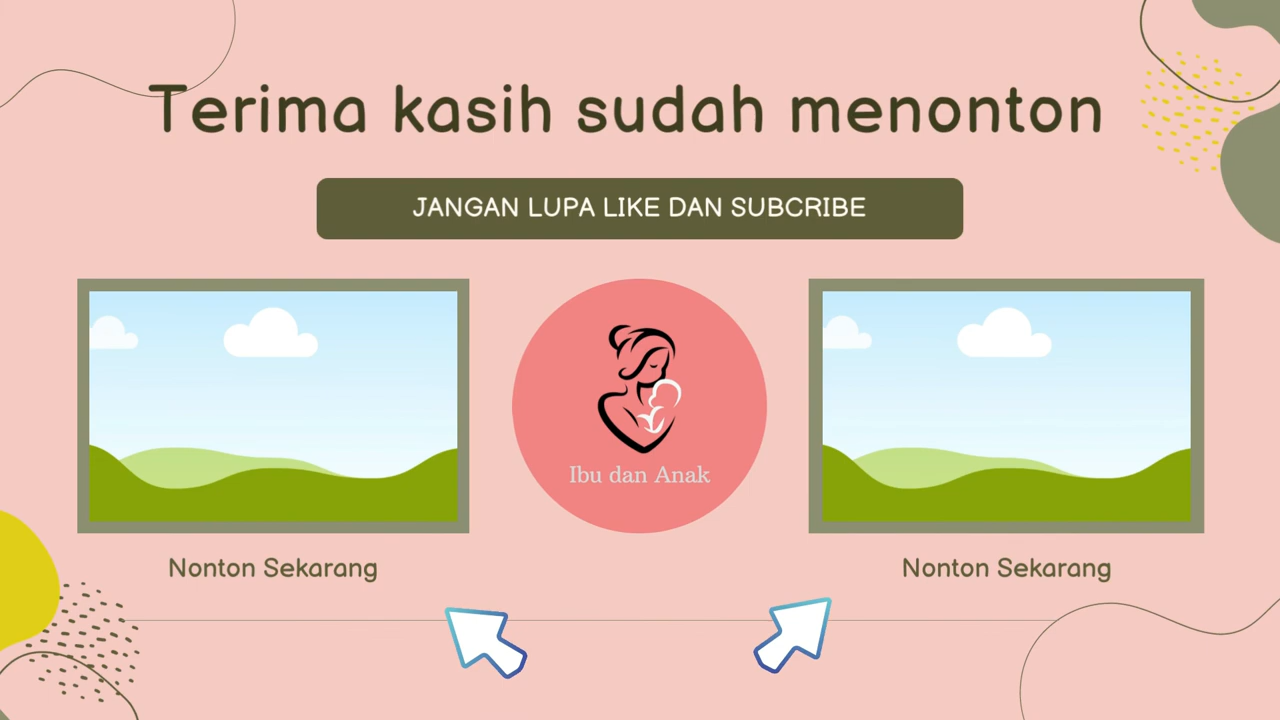 Terima kasih sudah menonton
JANGAN LUPA LIKE DAN SUBCRIBE
Ibu dan Anak
Nonton Sekarang
Nonton Sekarang